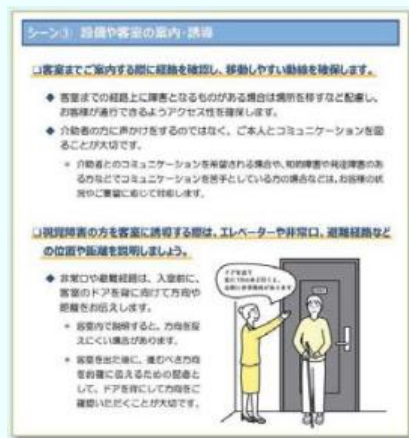 シーン③ 設備や客室の案内・誘導
❑客室までご案内する際に経路を確認し、移動しやすい動線を確保します。
◆ 客室までの経路上に障害となるものがある場合は場所を移すなど配慮し、
お客様が通行できるようアクセス性を確保します。
◆ 介助者の方に声かけをするのではなく、ご本人とコミュニケーションを図
ることが大切です。
● 介助者とのコミュニケーションを希望される場合や、知的障害や発達障害のあ
る方などでコミュニケーションを苦手としている方の場合などは、お客様の状
況やご要望に応じて対応します。
❑視覚障害の方を客室に誘導する際は、エレベーターや非常口、避難経路など
の位置や距離を説明しましょう。
◆ 非常口や避難経路は、入室前に、
客室のドアを背に向けて方向や
距離をお伝えします。
● 客室内で説明すると、方向を捉
えにくい場合があります。
● 客室を出た後に、進むべき方向
を的確に伝えるための配慮と
して、ドアを背にして方向をご
確認いただくことが大切です。
ドアを出て